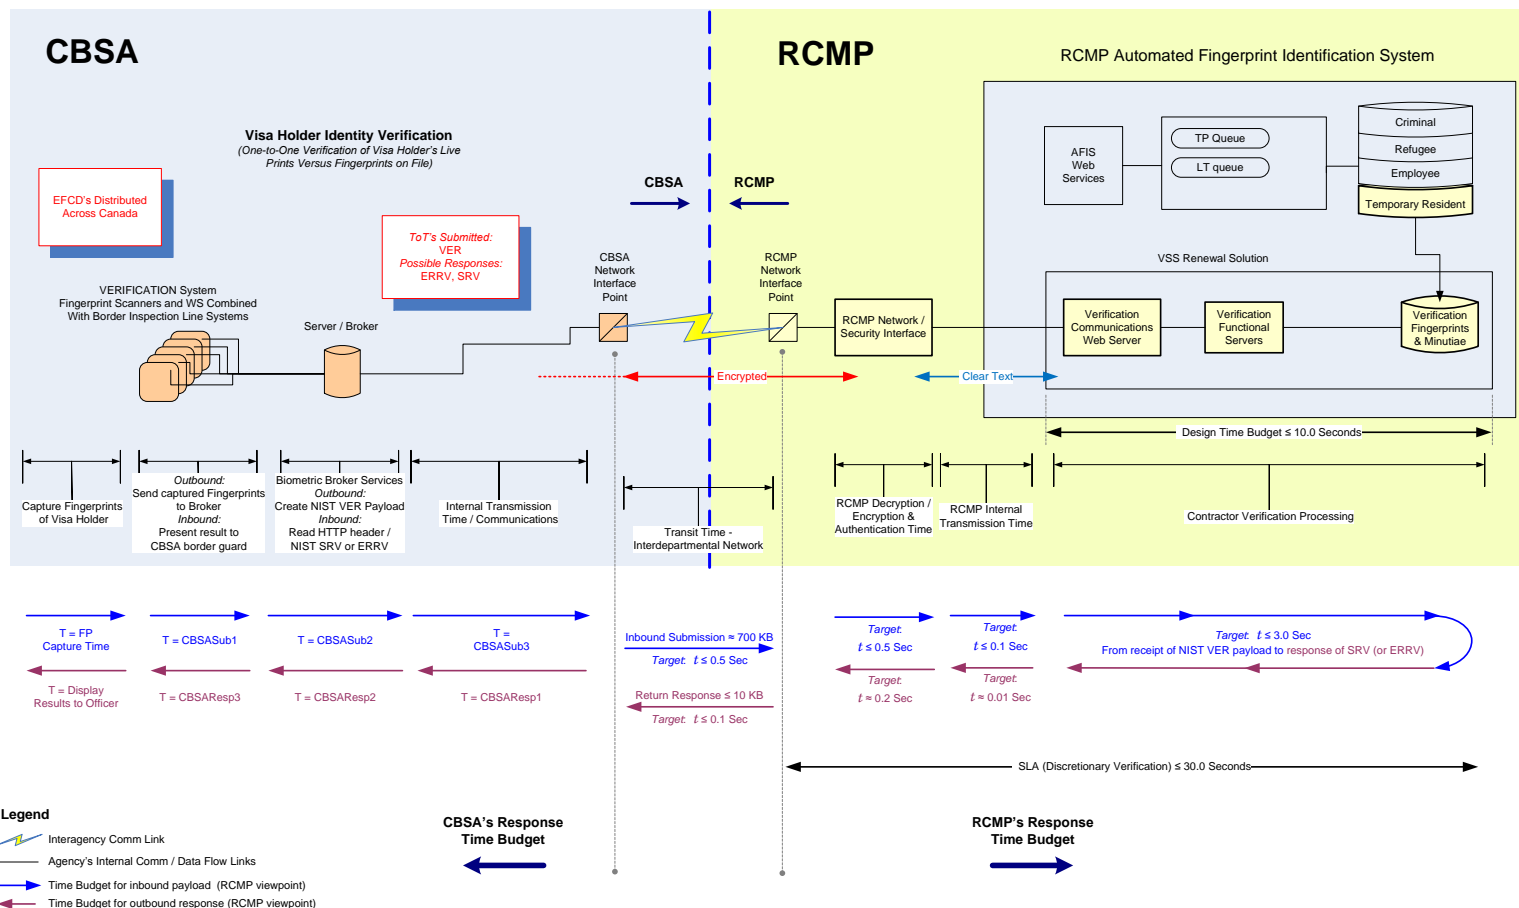 CBSA
RCMP
RCMP Automated Fingerprint Identification System
Visa Holder Identity Verification
(One-to-One Verification of Visa Holder's Live
Prints Versus Fingerprints on File)
EFCD's Distributed
Across Canada
ToT's Submitted:
VER
Possible Responses:
ERRV, SRV
CBSA
RCMP
AFIS
Web
Services
TP Queue
LT queue
Criminal
Refugee
Employee
Temporary Resident
VERIFICATION System
Fingerprint Scanners and WS Combined
With Border Inspection Line Systems
Server / Broker
CBSA
Network
Interface
Point
RCMP
Network
Interface
Point
RCMP Network /
Security Interface
VSS Renewal Solution
Verification
Communications
Web Server
Verification
Functional
Servers
Verification
Fingerprints
& Minutiae
Encrypted
Clear Text
Design Time Budget ≤ 10.0 Seconds
Capture Fingerprints
of Visa Holder
Outbound:
Send captured Fingerprints
to Broker
Inbound:
Present result to
CBSA border guard
Biometric Broker Services
Outbound:
Create NIST VER Payload
Inbound:
Read HTTP header /
NIST SRV or ERRV
Internal Transmission
Time / Communications
Transit Time -
Interdepartmental Network
RCMP Decryption /
Encryption &
Authentication Time
RCMP Internal
Transmission Time
Contractor Verification Processing
T = FP
Capture Time
T = CBSASub1
T = CBSASub2
T =
CBSASub3
Inbound Submission ≈ 700 KB
Target: t ≤ 0.5 Sec
Target:
t ≤ 0.5 Sec
Target:
t ≤ 0.1 Sec
Target: t ≤ 3.0 Sec
From receipt of NIST VER payload to response of SRV (or ERRV)
T = Display
Results to Officer
T = CBSAResp3
T = CBSAResp2
T = CBSAResp1
Return Response ≤ 10 KB
Target: t ≤ 0.1 Sec
Target:
t ≈ 0.2 Sec
Target:
t ≈ 0.01 Sec
SLA (Discretionary Verification) ≤ 30.0 Seconds
CBSA's Response
Time Budget
RCMP's Response
Time Budget
Legend
Interagency Comm Link
Agency's Internal Comm / Data Flow Links
Time Budget for inbound payload (RCMP viewpoint)
Time Budget for outbound response (RCMP viewpoint)